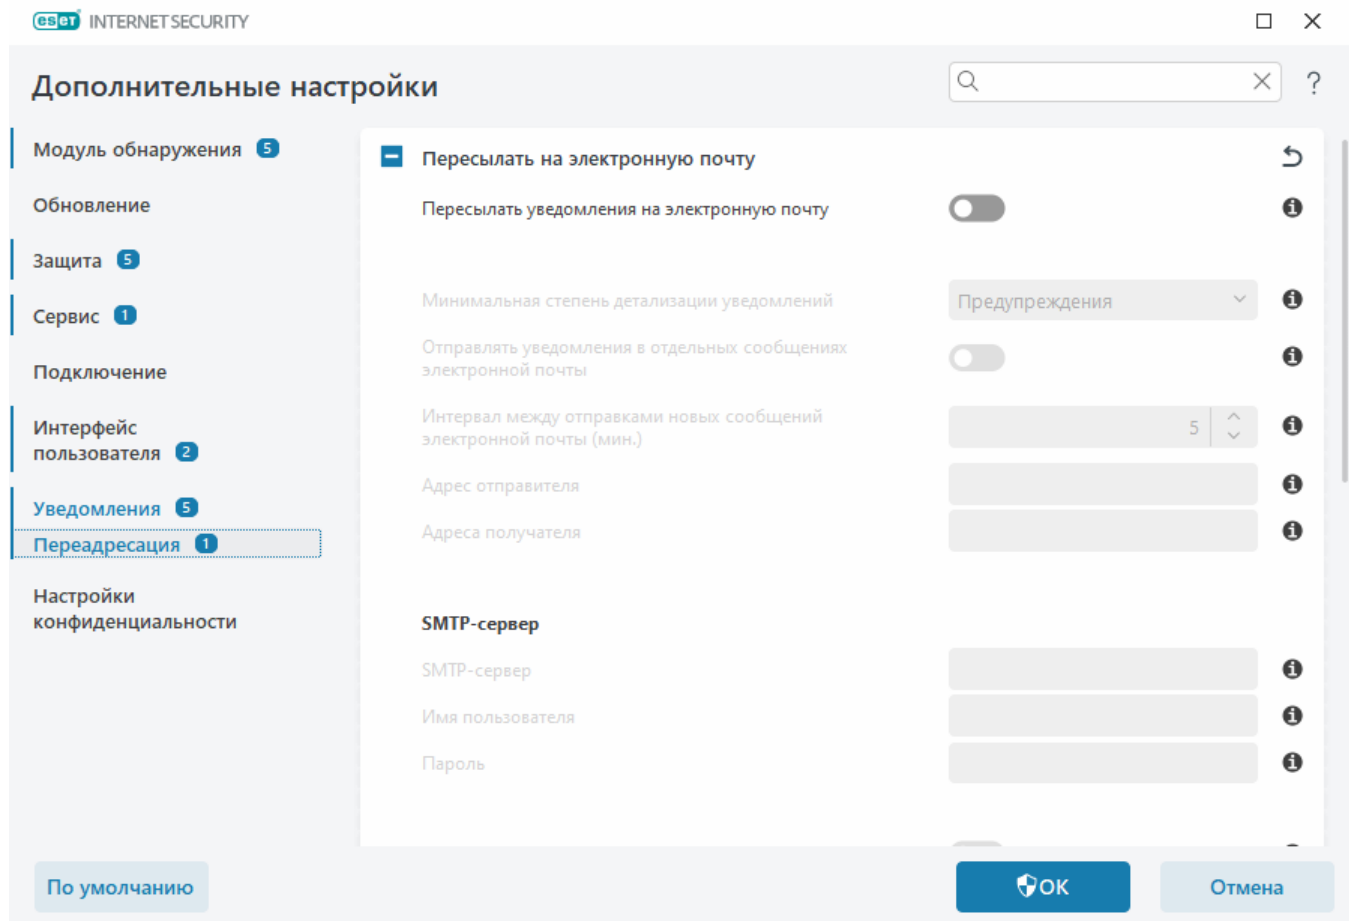 eset INTERNET SECURITY
Дополнительные настройки
?
Модуль обнаружения 5
Обновление
Защита 5
Сервис 1
Подключение
Интерфейс
пользователя 2
Уведомления 5
Переадресация 1
Настройки
конфиденциальности
Пересылать на электронную почту
Пересылать уведомления на электронную почту
Минимальная степень детализации уведомлений
Предупреждения
Отправлять уведомления в отдельных сообщениях
электронной почты
Интервал между отправками новых сообщений
электронной почты (мин.)
5
Адрес отправителя
Адреса получателя
SMTP-сервер
SMTP-сервер
Имя пользователя
Пароль
По умолчанию
ОК
Отмена